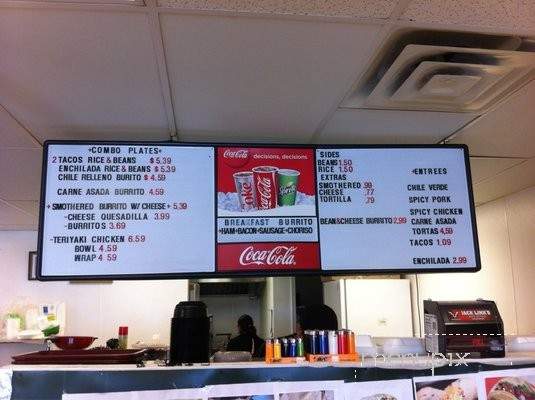 +COMBO PLATES+
2 TACOS RICE & BEANS $5.39
ENCHILADA RICE & BEANS $5.39
CHILE RELLENO BURITO $4.59
CARNE ASADA BURRITO 4.59
+SMOTHERED BURRITO W/CHEESE+ 5.39
-CHEESE QUESADILLA 3.99
-BURRITOS 3.69
-TERIYAKI CHICKEN 6.59
BOWL 4.59
WRAP 4.59
Coca-Cola decisions, decisions...
Coke
Coca-Cola
Sprite
BREAKFAST BURRITO
+HAM+BACON+SAUSAGE+CHORISO
Coca-Cola
SIDES
BEANS 1.50
RICE 1.50
EXTRAS
SMOTHERED .99
CHEESE .77
TORTILLA .79
BEAN&CHEESE BURRITO 2.99
+ENTREES
CHILE VERDE
SPICY PORK
SPICY CHICKEN
CARNE ASADA
TORTAS 4.59
TACOS 1.09
ENCHILADA 2.99
JACK LINK'S